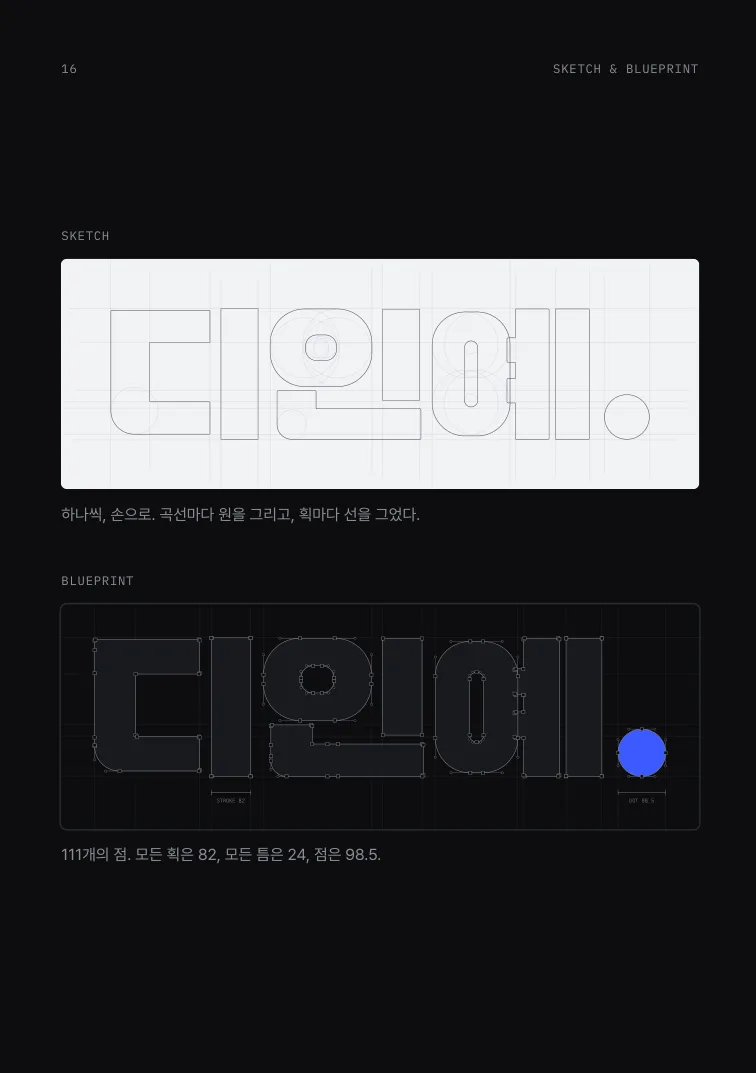 16
SKETCH & BLUEPRINT
SKETCH
디인예.
하나씩, 손으로. 곡선마다 원을 그리고, 획마다 선을 그었다.
BLUEPRINT
디인예.
STROKE 82
DOT 98.5
111개의 점. 모든 획은 82, 모든 틈은 24, 점은 98.5.